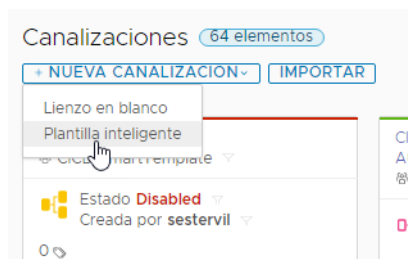 Canalizaciones 64 elementos
+ NUEVA CANALIZACIÓN IMPORTAR
Lienzo en blanco
Plantilla inteligente
Estado Disabled
Creada por sestervil
0